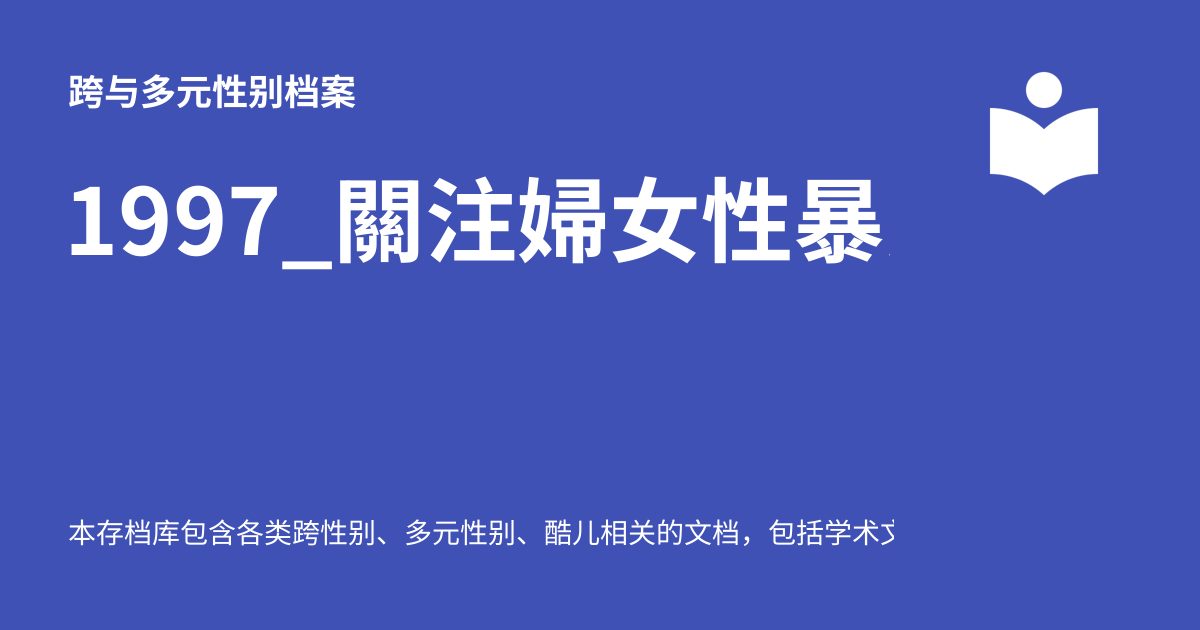 跨与多元性别档案
1997_關注婦女性暴
本存档库包含各类跨性别、多元性别、酷儿相关的文档，包括学术